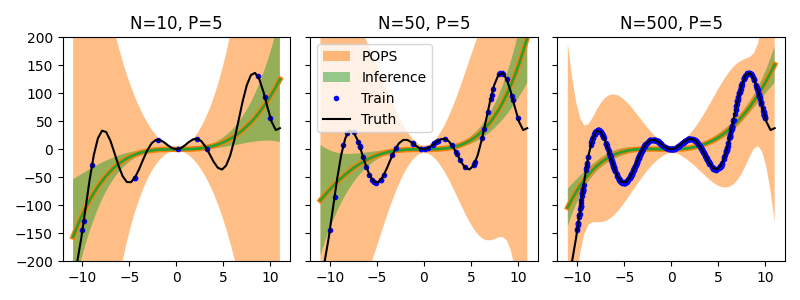 N=10, P=5
N=50, P=5
N=500, P=5
200
150
100
50
0
−50
−100
−150
−200
POPS
Inference
Train
Truth
−10 −5 0 5 10
−10 −5 0 5 10
−10 −5 0 5 10